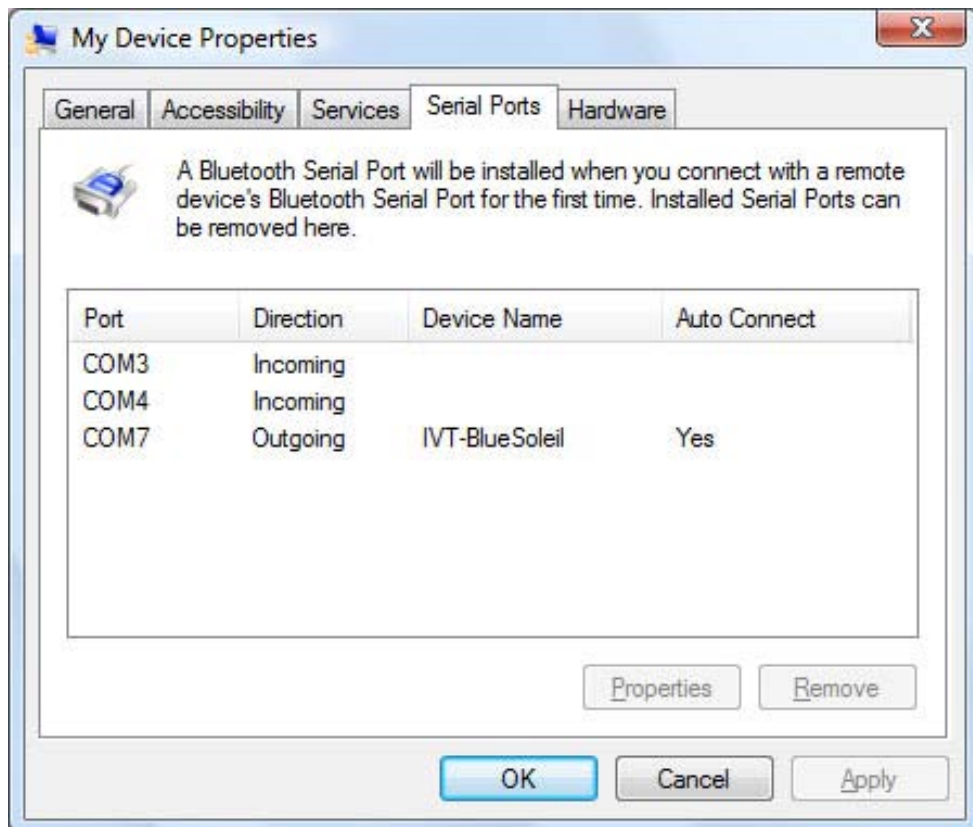 My Device Properties
General Accessibility Services Serial Ports Hardware
A Bluetooth Serial Port will be installed when you connect with a remote
device's Bluetooth Serial Port for the first time. Installed Serial Ports can
be removed here.
Port Direction Device Name Auto Connect
COM3 Incoming
COM4 Incoming
COM7 Outgoing IVT-BlueSoleil Yes
Properties Remove
OK Cancel Apply